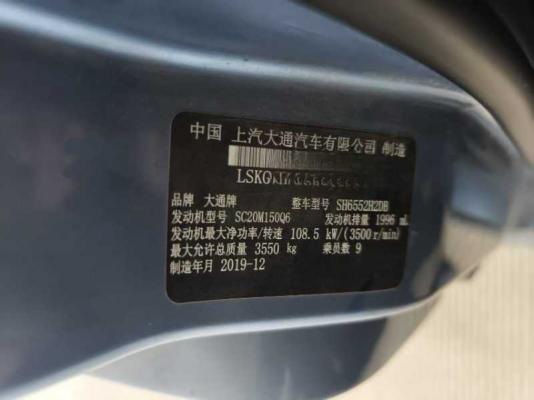 中国 上汽大通汽车有限公司 制造
品牌 大通牌 整车型号 SH6552H2DB
发动机型号 SC20M150Q6 发动机排量 1996 mL
发动机最大净功率/转速 108.5 kW/(3500r/min)
最大允许总质量 3550 kg 乘员数 9
制造年月 2019-12